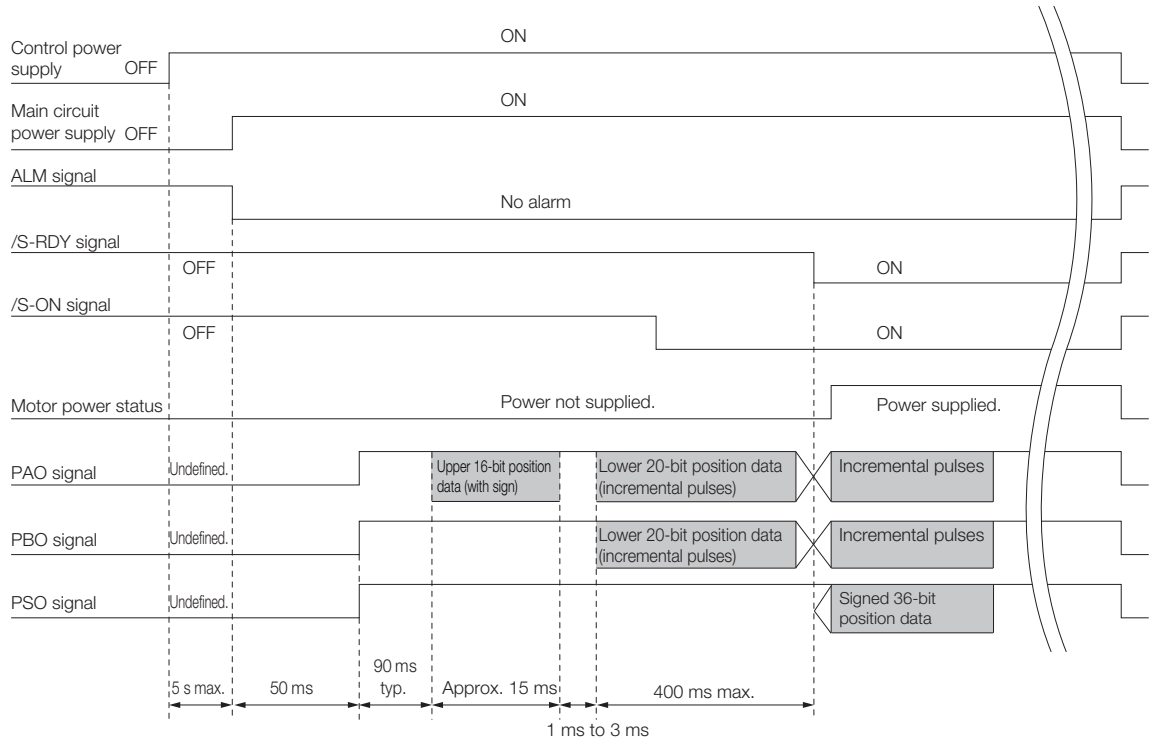 ON
Control power
supply OFF
ON
Main circuit
power supply OFF
ALM signal
No alarm
/S-RDY signal
OFF
ON
/S-ON signal
OFF
ON
Motor power status
Power not supplied.
Power supplied.
PAO signal
Undefined.
Upper 16-bit position
data (with sign)
Lower 20-bit position data
(incremental pulses)
Incremental pulses
PBO signal
Undefined.
Lower 20-bit position data
(incremental pulses)
Incremental pulses
PSO signal
Undefined.
Signed 36-bit
position data
5 s max.
50 ms
90 ms
typ.
Approx. 15 ms
400 ms max.
1 ms to 3 ms